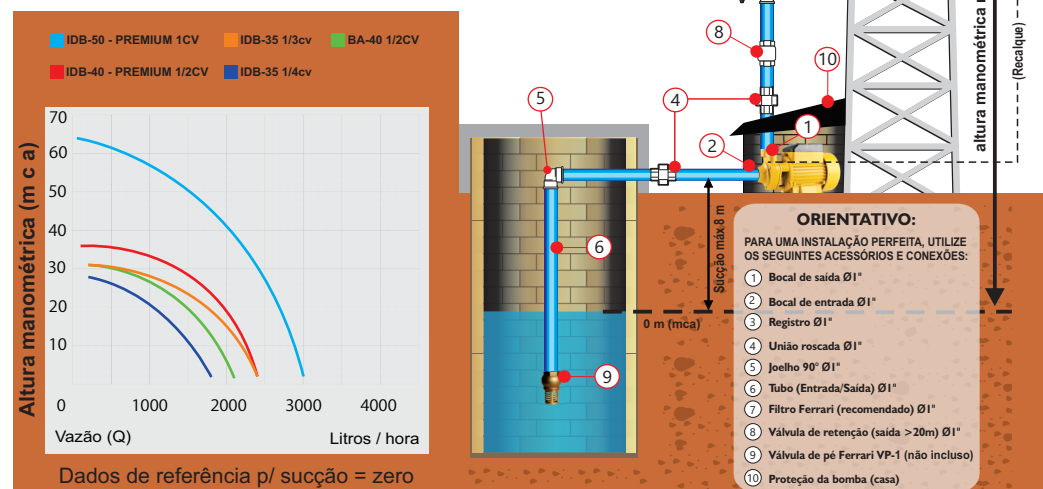 IDB-50 - PREMIUM 1CV
IDB-35 1/3cv
BA-40 1/2CV
IDB-40 - PREMIUM 1/2CV
IDB-35 1/4cv
Altura manométrica (m c a)
70
60
50
40
30
20
10
0
1000
2000
3000
4000
Vazão (Q)
Litros / hora
Dados de referência p/ sucção = zero
8
10
5
4
1
2
6
9
Sucção máx.8 m
0 m (mca)
altura manométrica
(Recalque)
ORIENTATIVO:
PARA UMA INSTALAÇÃO PERFEITA, UTILIZE
OS SEGUINTES ACESSÓRIOS E CONEXÕES:
1 Bocal de saída Ø1"
2 Bocal de entrada Ø1"
3 Registro Ø1"
4 União roscada Ø1"
5 Joelho 90° Ø1"
6 Tubo (Entrada/Saída) Ø1"
7 Filtro Ferrari (recomendado) Ø1"
8 Válvula de retenção (saída >20m) Ø1"
9 Válvula de pé Ferrari VP-1 (não incluso)
10 Proteção da bomba (casa)